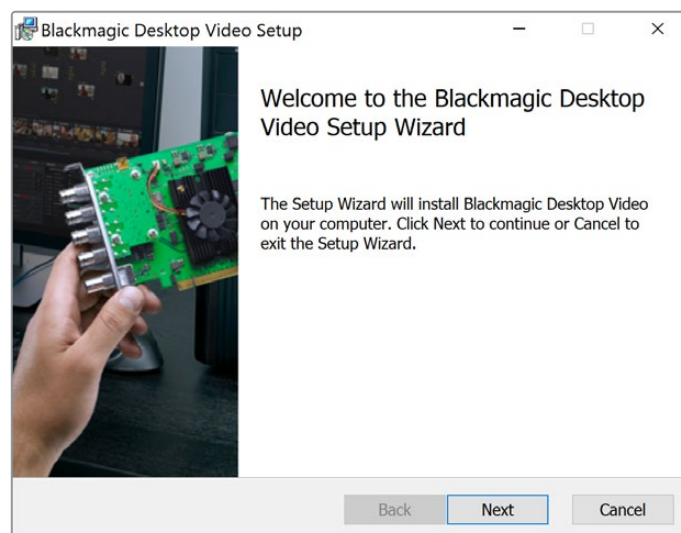 Blackmagic Desktop Video Setup
Welcome to the Blackmagic Desktop
Video Setup Wizard
The Setup Wizard will install Blackmagic Desktop Video
on your computer. Click Next to continue or Cancel to
exit the Setup Wizard.
Back
Next
Cancel